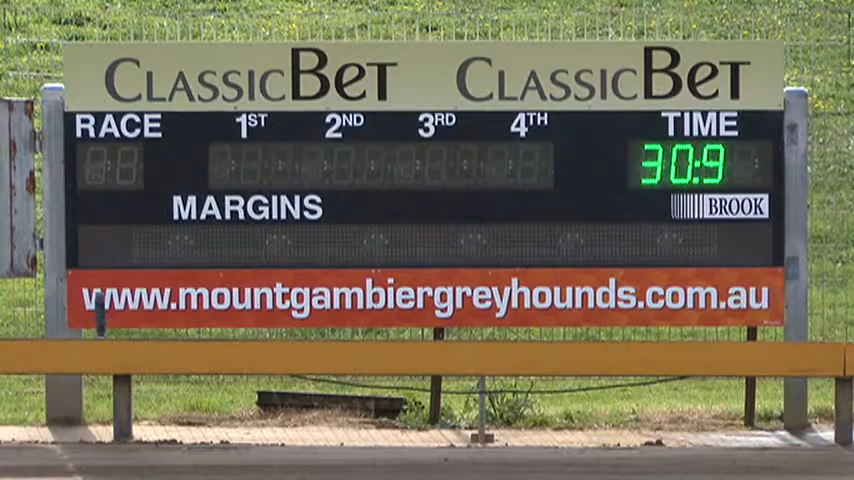 CLASSICBET CLASSICBET
RACE 1ST 2ND 3RD 4TH TIME
30:9
MARGINS BROOK
www.mountgambiergreyhounds.com.au